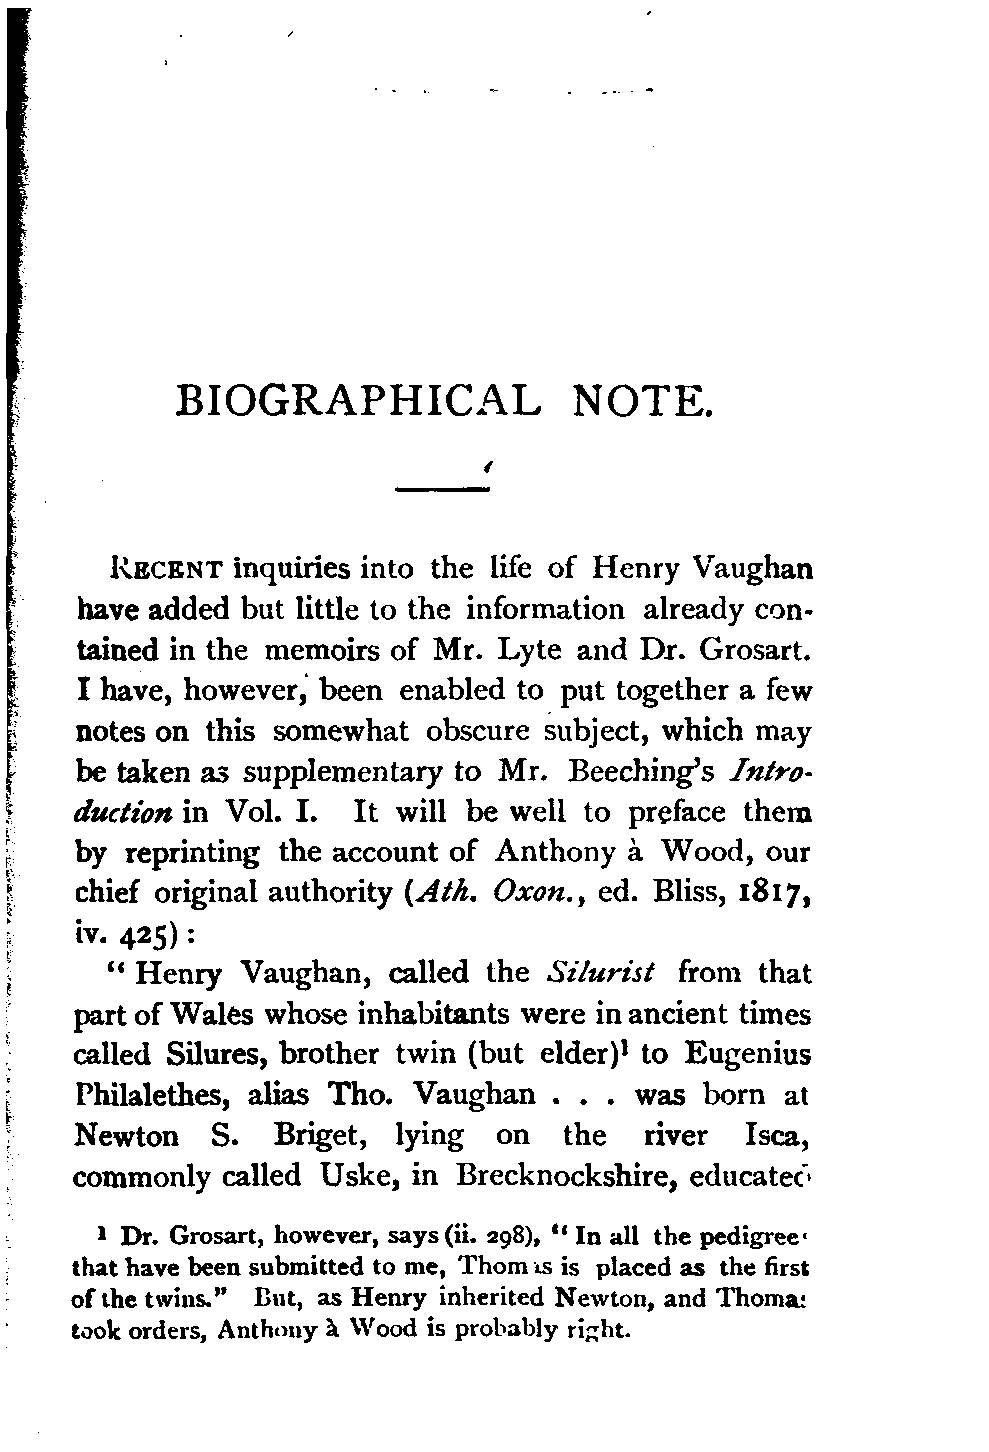 BIOGRAPHICAL NOTE.
RECENT inquiries into the life of Henry Vaughan
have added but little to the information already con-
tained in the memoirs of Mr. Lyte and Dr. Grosart.
I have, however, been enabled to put together a few
notes on this somewhat obscure subject, which may
be taken as supplementary to Mr. Beeching's Intro-
duction in Vol. I. It will be well to preface them
by reprinting the account of Anthony à Wood, our
chief original authority (Ath. Oxon., ed. Bliss, 1817,
iv. 425) :
“ Henry Vaughan, called the Silurist from that
part of Wales whose inhabitants were in ancient times
called Silures, brother twin (but elder)¹ to Eugenius
Philalethes, alias Tho. Vaughan . . . was born at
Newton S. Briget, lying on the river Isca,
commonly called Uske, in Brecknockshire, educated
¹ Dr. Grosart, however, says (ii. 298), “ In all the pedigree
that have been submitted to me, Thomas is placed as the first
of the twins.” But, as Henry inherited Newton, and Thomas
took orders, Anthony à Wood is probably right.